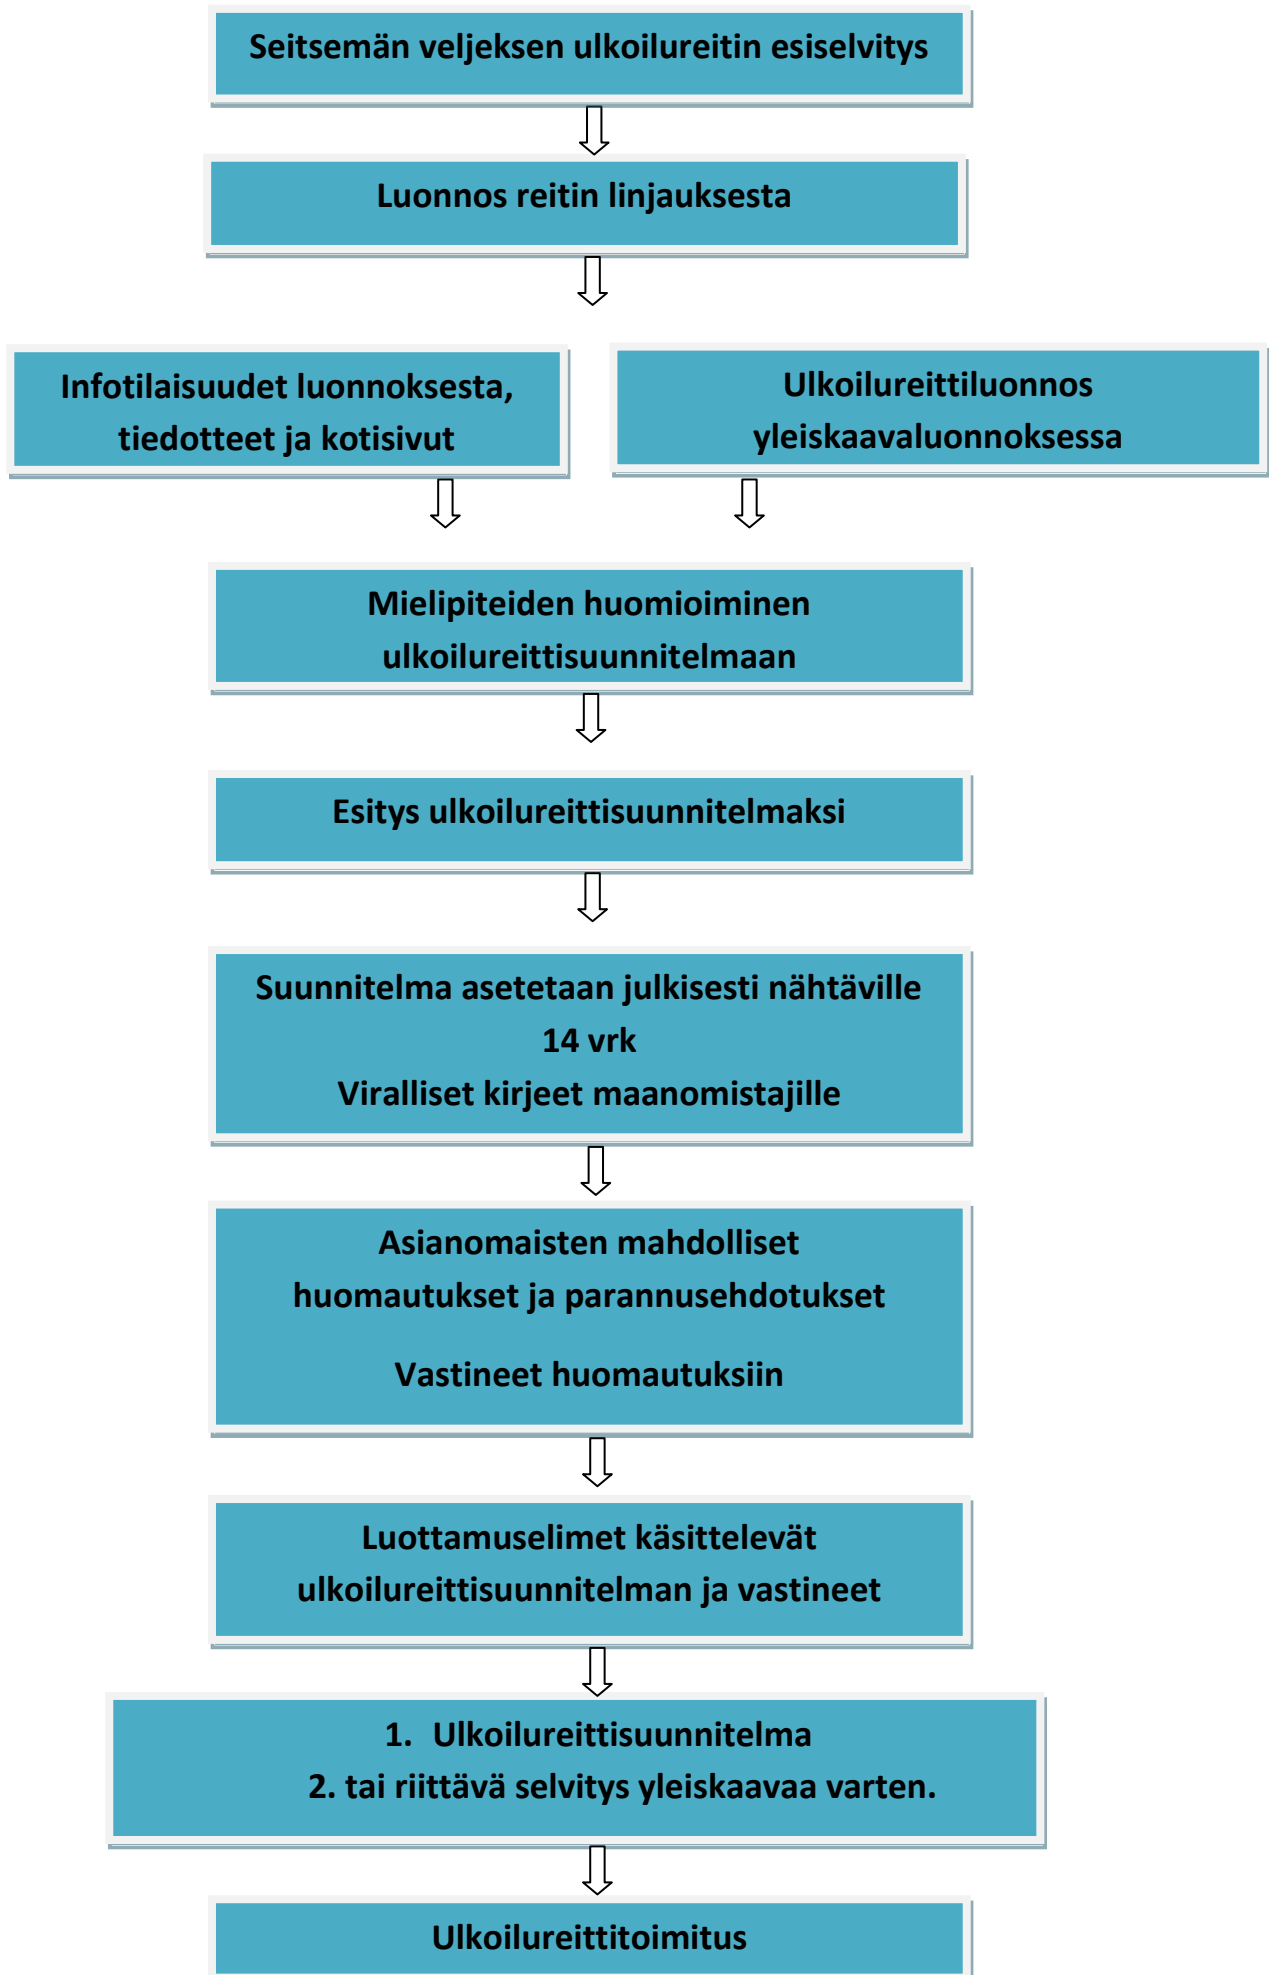 Seitsemän veljeksen ulkoilureitin esiselvitys
Luonnos reitin linjauksesta
Infotilaisuudet luonnoksesta,
tiedotteet ja kotisivut
Ulkoilureittiluonnos
yleiskaavaluonnoksessa
Mielipiteiden huomioiminen
ulkoilureittisuunnitelmaan
Esitys ulkoilureittisuunnitelmaksi
Suunnitelma asetetaan julkisesti nähtäville
14 vrk
Viralliset kirjeet maanomistajille
Asianomaisten mahdolliset
huomautukset ja parannusehdotukset
Vastineet huomautuksiin
Luottamuselimet käsittelevät
ulkoilureittisuunnitelman ja vastineet
1. Ulkoilureittisuunnitelma
2. tai riittävä selvitys yleiskaavaa varten.
Ulkoilureittitoimitus